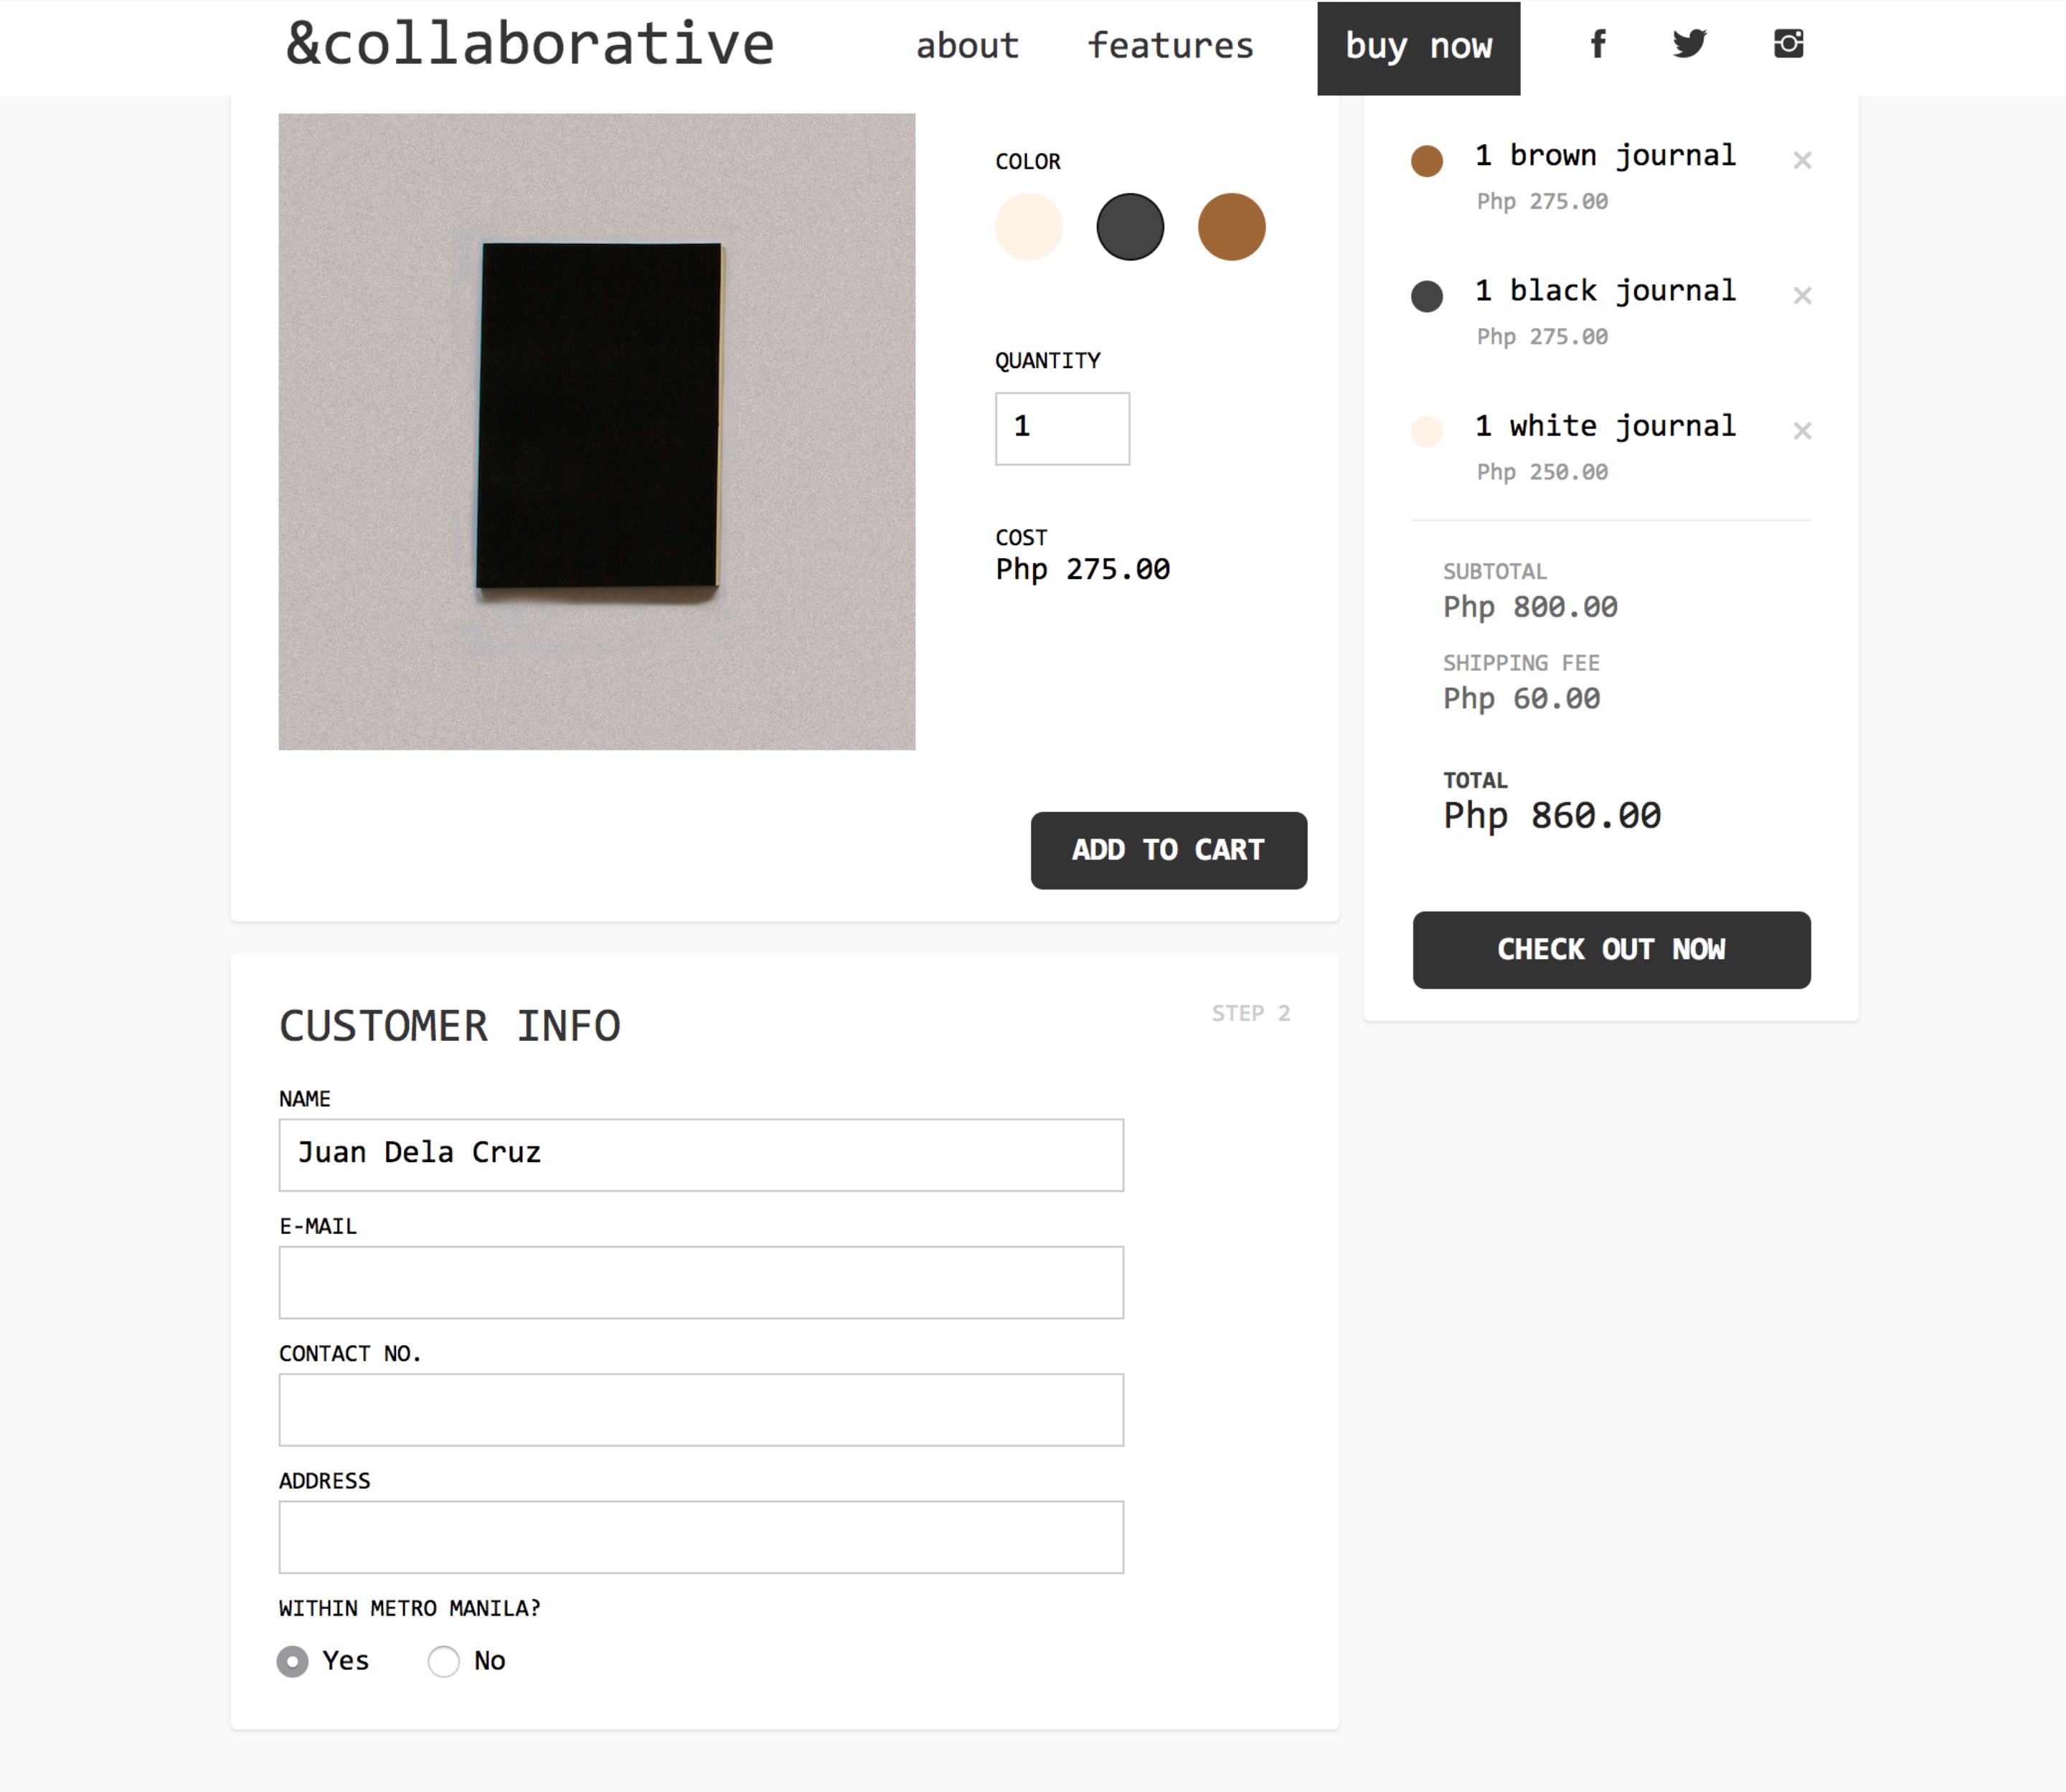 &collaborative
about
features
buy now
COLOR
QUANTITY
1
COST
Php 275.00
ADD TO CART
1 brown journal
Php 275.00
1 black journal
Php 275.00
1 white journal
Php 250.00
SUBTOTAL
Php 800.00
SHIPPING FEE
Php 60.00
TOTAL
Php 860.00
CHECK OUT NOW
CUSTOMER INFO
STEP 2
NAME
Juan Dela Cruz
E-MAIL
CONTACT NO.
ADDRESS
WITHIN METRO MANILA?
Yes
No